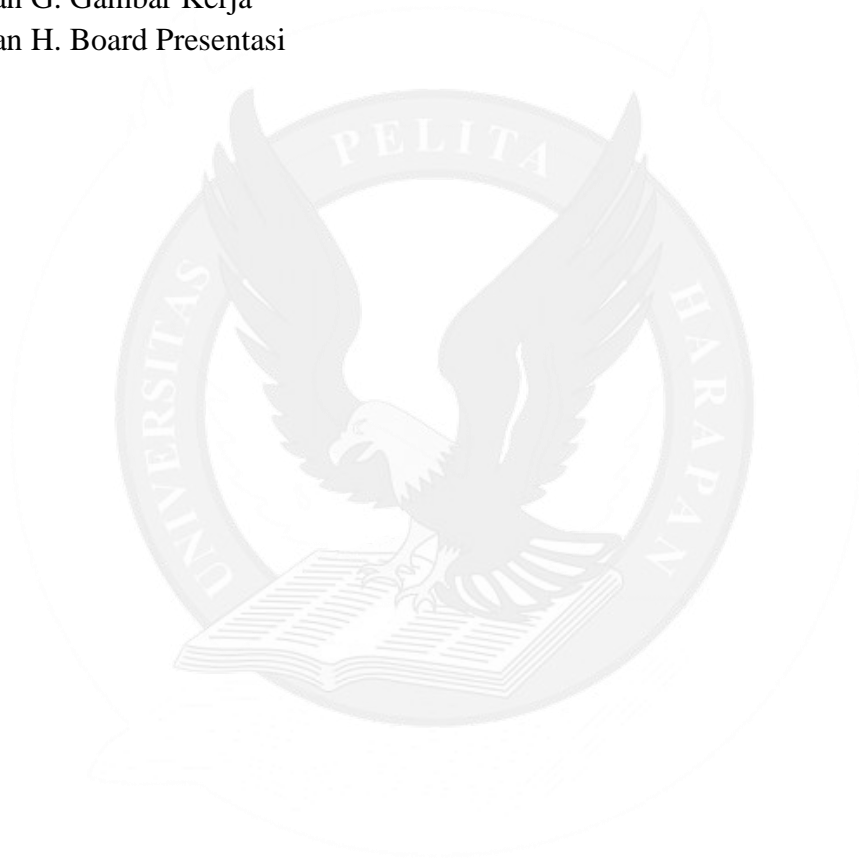 an G. Gambar Kerja
an H. Board Presentasi
UNIVERSITAS PELITA HARAPAN